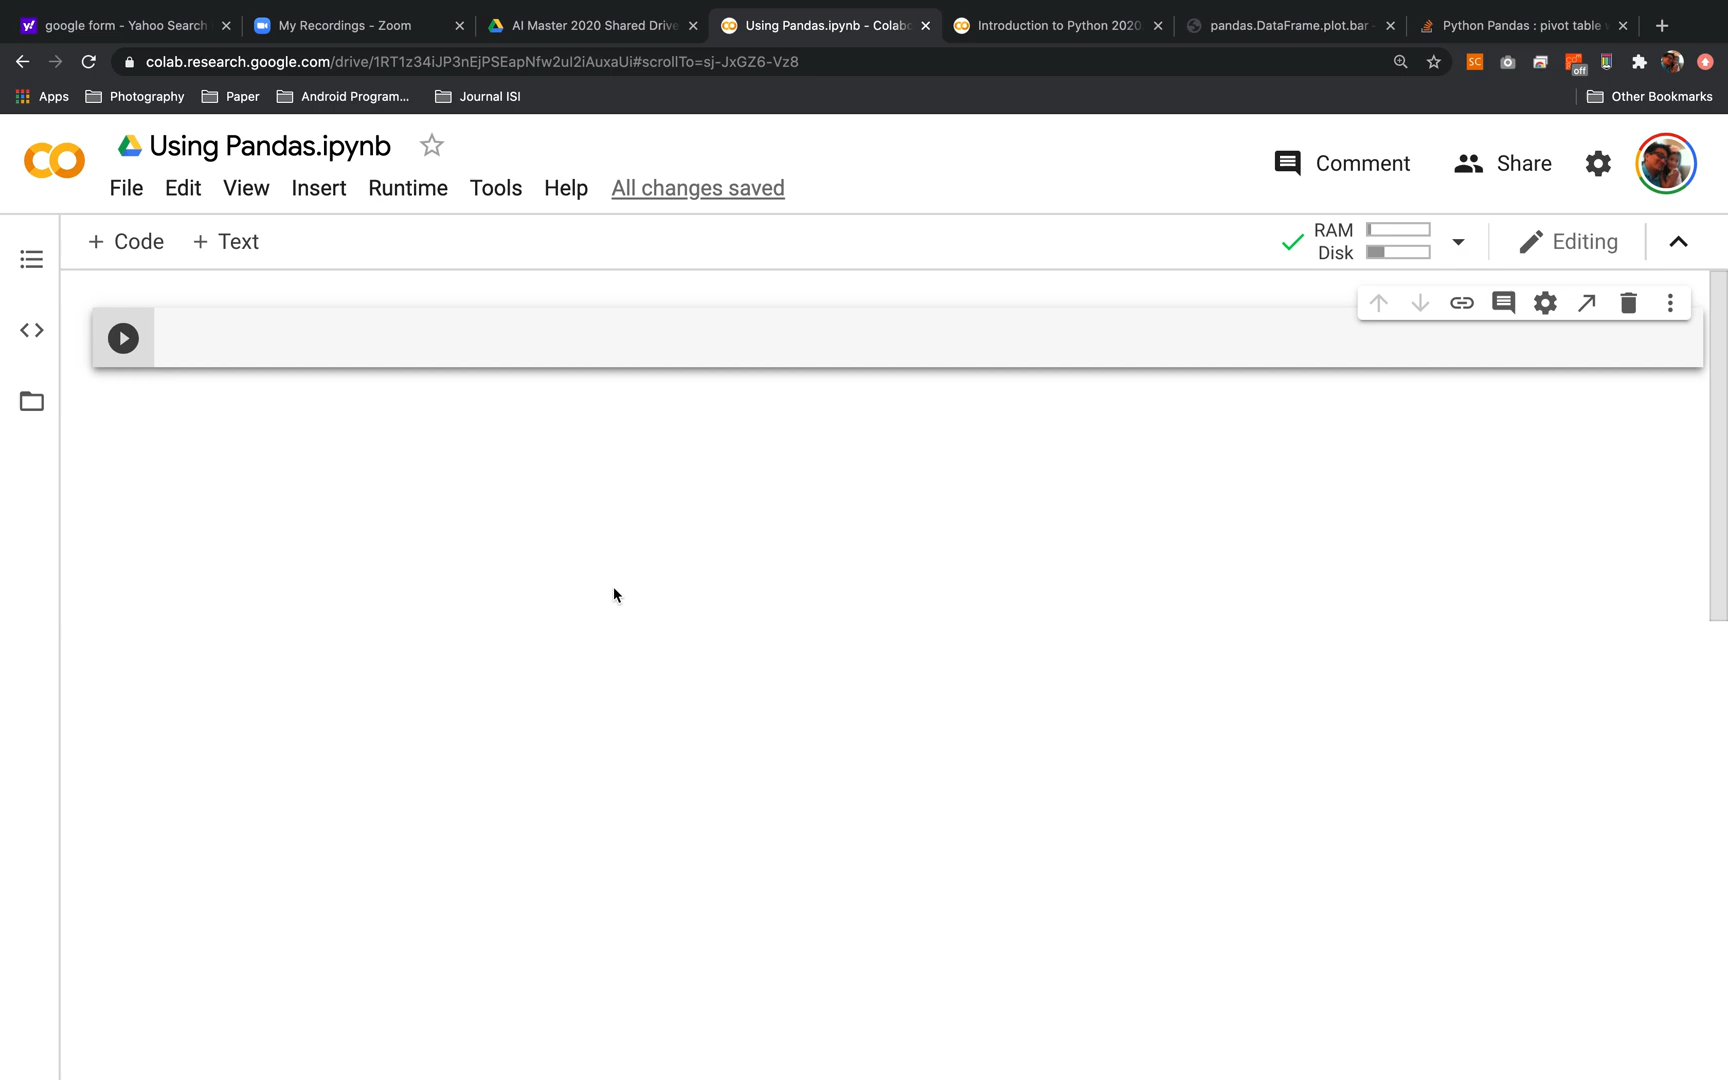 google form - Yahoo Search
My Recordings - Zoom
AI Master 2020 Shared Drive
Using Pandas.ipynb - Colabo
Introduction to Python 2020.
pandas.DataFrame.plot.bar -
Python Pandas : pivot table
colab.research.google.com/drive/1RT1z34iJP3nEjPSEapNfw2uI2iAuxaUi#scrollTo=sj-JxGZ6-Vz8
SC
off
Apps
Photography
Paper
Android Program...
Journal ISI
Other Bookmarks
Using Pandas.ipynb
Comment
Share
File Edit View Insert Runtime Tools Help All changes saved
+ Code + Text
RAM
Disk
Editing